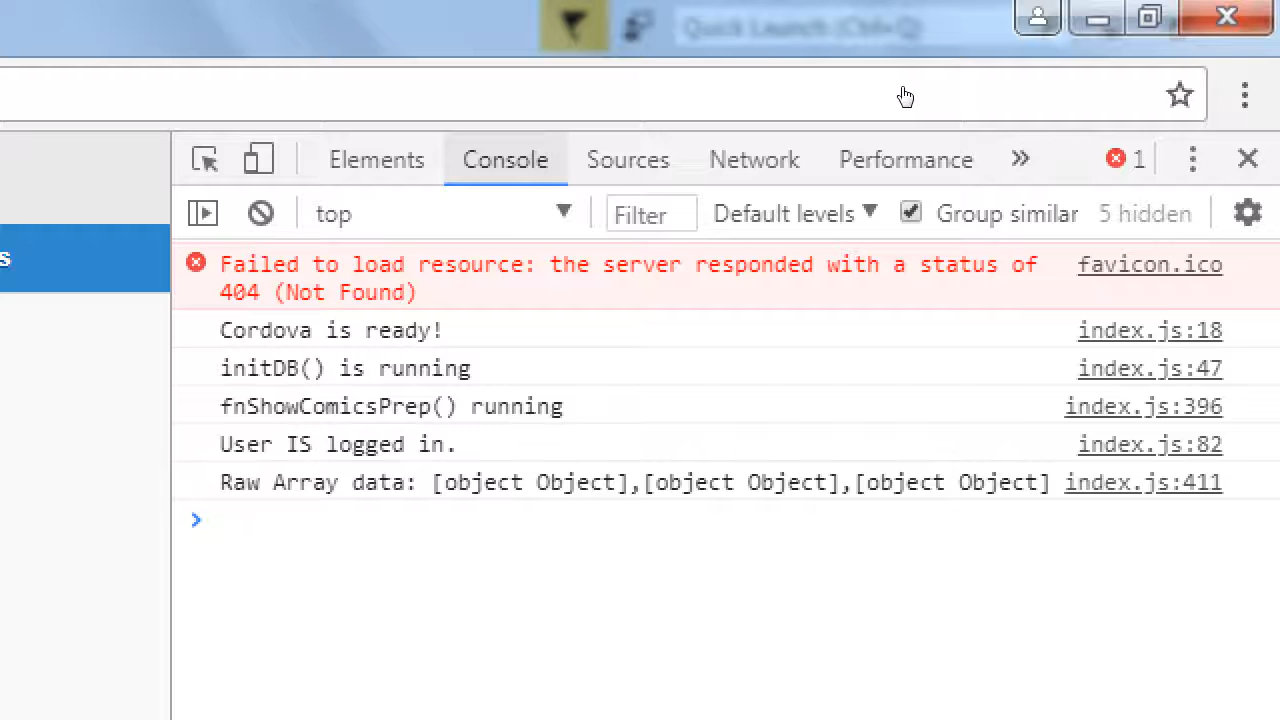 Quick Launch (Ctrl+Q)
Elements Console Sources Network Performance » 1
top Filter Default levels Group similar 5 hidden
s
Failed to load resource: the server responded with a status of favicon.ico
404 (Not Found)
Cordova is ready! index.js:18
initDB() is running index.js:47
fnShowComicsPrep() running index.js:396
User IS logged in. index.js:82
Raw Array data: [object Object],[object Object],[object Object] index.js:411